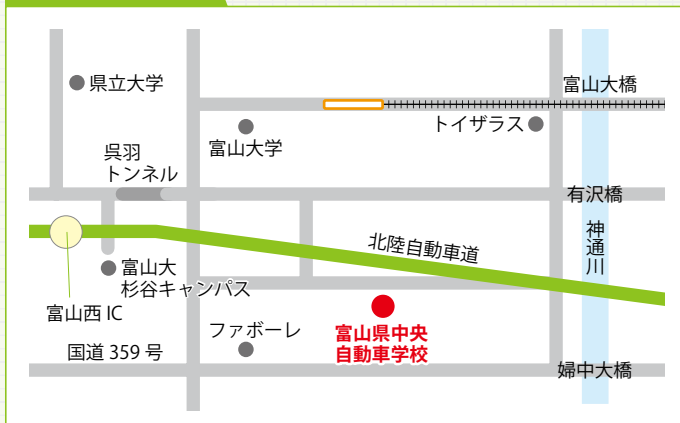 県立大学
富山大橋
トイザラス
富山大学
呉羽
トンネル
有沢橋
神通川
北陸自動車道
富山大
杉谷キャンパス
富山西 IC
ファボーレ
富山県中央
自動車学校
国道 359 号
婦中大橋